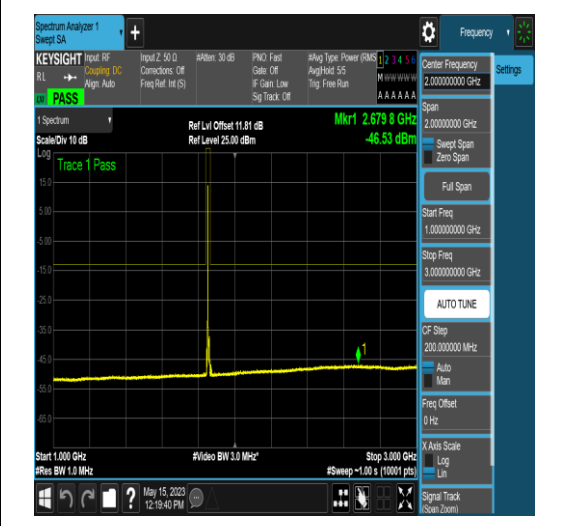 Spectrum Analyzer 1
Swept SA
Frequency
KEYSIGHT
RL
PASS
Input: RF
Coupling: DC
Align: Auto
Input Z: 50 Ω
Corrections: Off
Freq Ref: Int (S)
#Atten: 30 dB
PNO: Fast
Gate: Off
IF Gain: Low
Sig Track: Off
#Avg Type: Power (RMS
Avg|Hold: 5/5
Trig: Free Run
1 2 3 4 5 6
M W W W W W
A A A A A A
1 Spectrum
Scale/Div 10 dB
Ref Lvl Offset 11.81 dB
Ref Level 25.00 dBm
Mkr1 2.679 8 GHz
-46.53 dBm
Log
Trace 1 Pass
15.0
5.00
-5.00
-15.0
-25.0
-35.0
-45.0
-55.0
-65.0
1
Start 1.000 GHz
#Res BW 1.0 MHz
#Video BW 3.0 MHz*
Stop 3.000 GHz
#Sweep ~1.00 s (10001 pts)
May 15, 2023
12:19:40 PM
?
Center Frequency
2.000000000 GHz
Settings
Span
2.00000000 GHz
Swept Span
Zero Span
Full Span
Start Freq
1.000000000 GHz
Stop Freq
3.000000000 GHz
AUTO TUNE
CF Step
200.000000 MHz
Auto
Man
Freq Offset
0 Hz
X Axis Scale
Log
Lin
Signal Track
(Span Zoom)